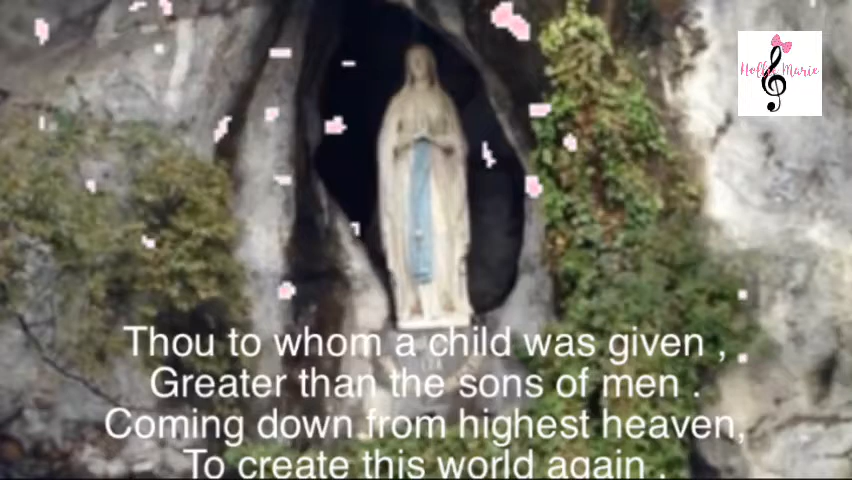 Hollie Marie
Thou to whom a child was given ,
Greater than the sons of men .
Coming down from highest heaven,
To create this world again .